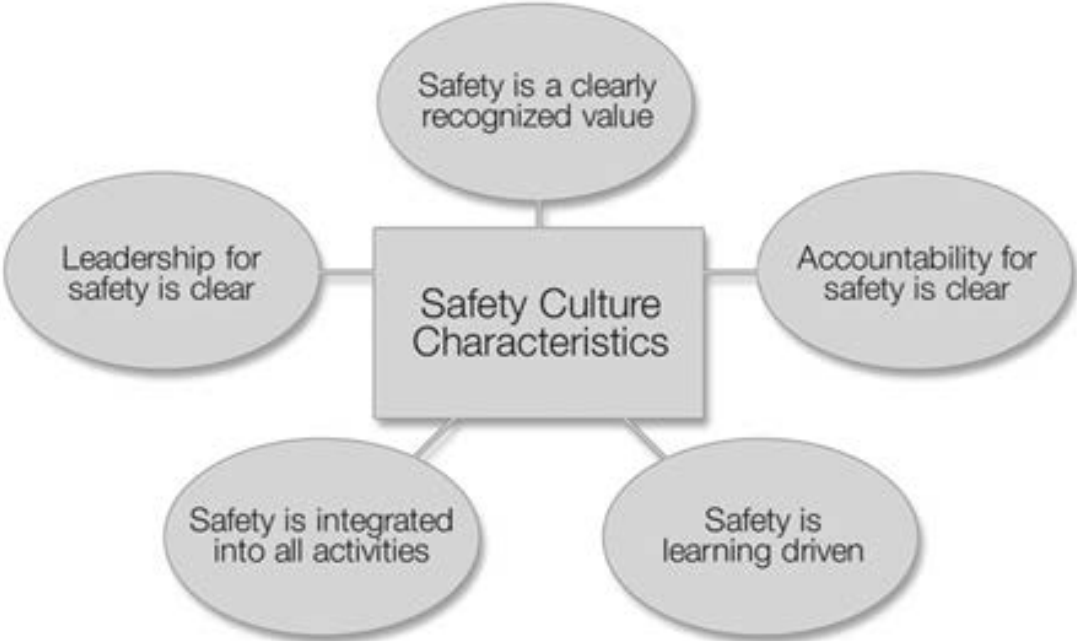 Safety is a clearly
recognized value
Leadership for
safety is clear
Accountability for
safety is clear
Safety Culture
Characteristics
Safety is integrated
into all activities
Safety is
learning driven